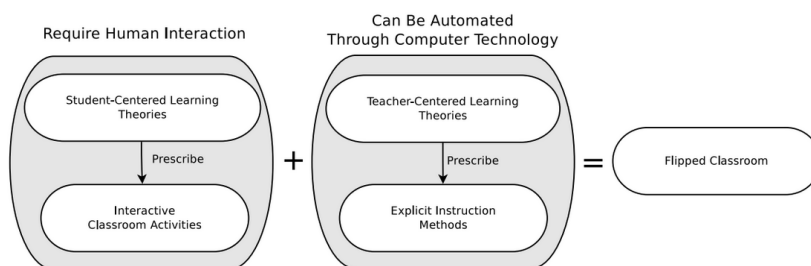 Require Human Interaction
Can Be Automated
Through Computer Technology
Student-Centered Learning
Theories
Prescribe
Interactive
Classroom Activities
+
Teacher-Centered Learning
Theories
Prescribe
Explicit Instruction
Methods
=
Flipped Classroom